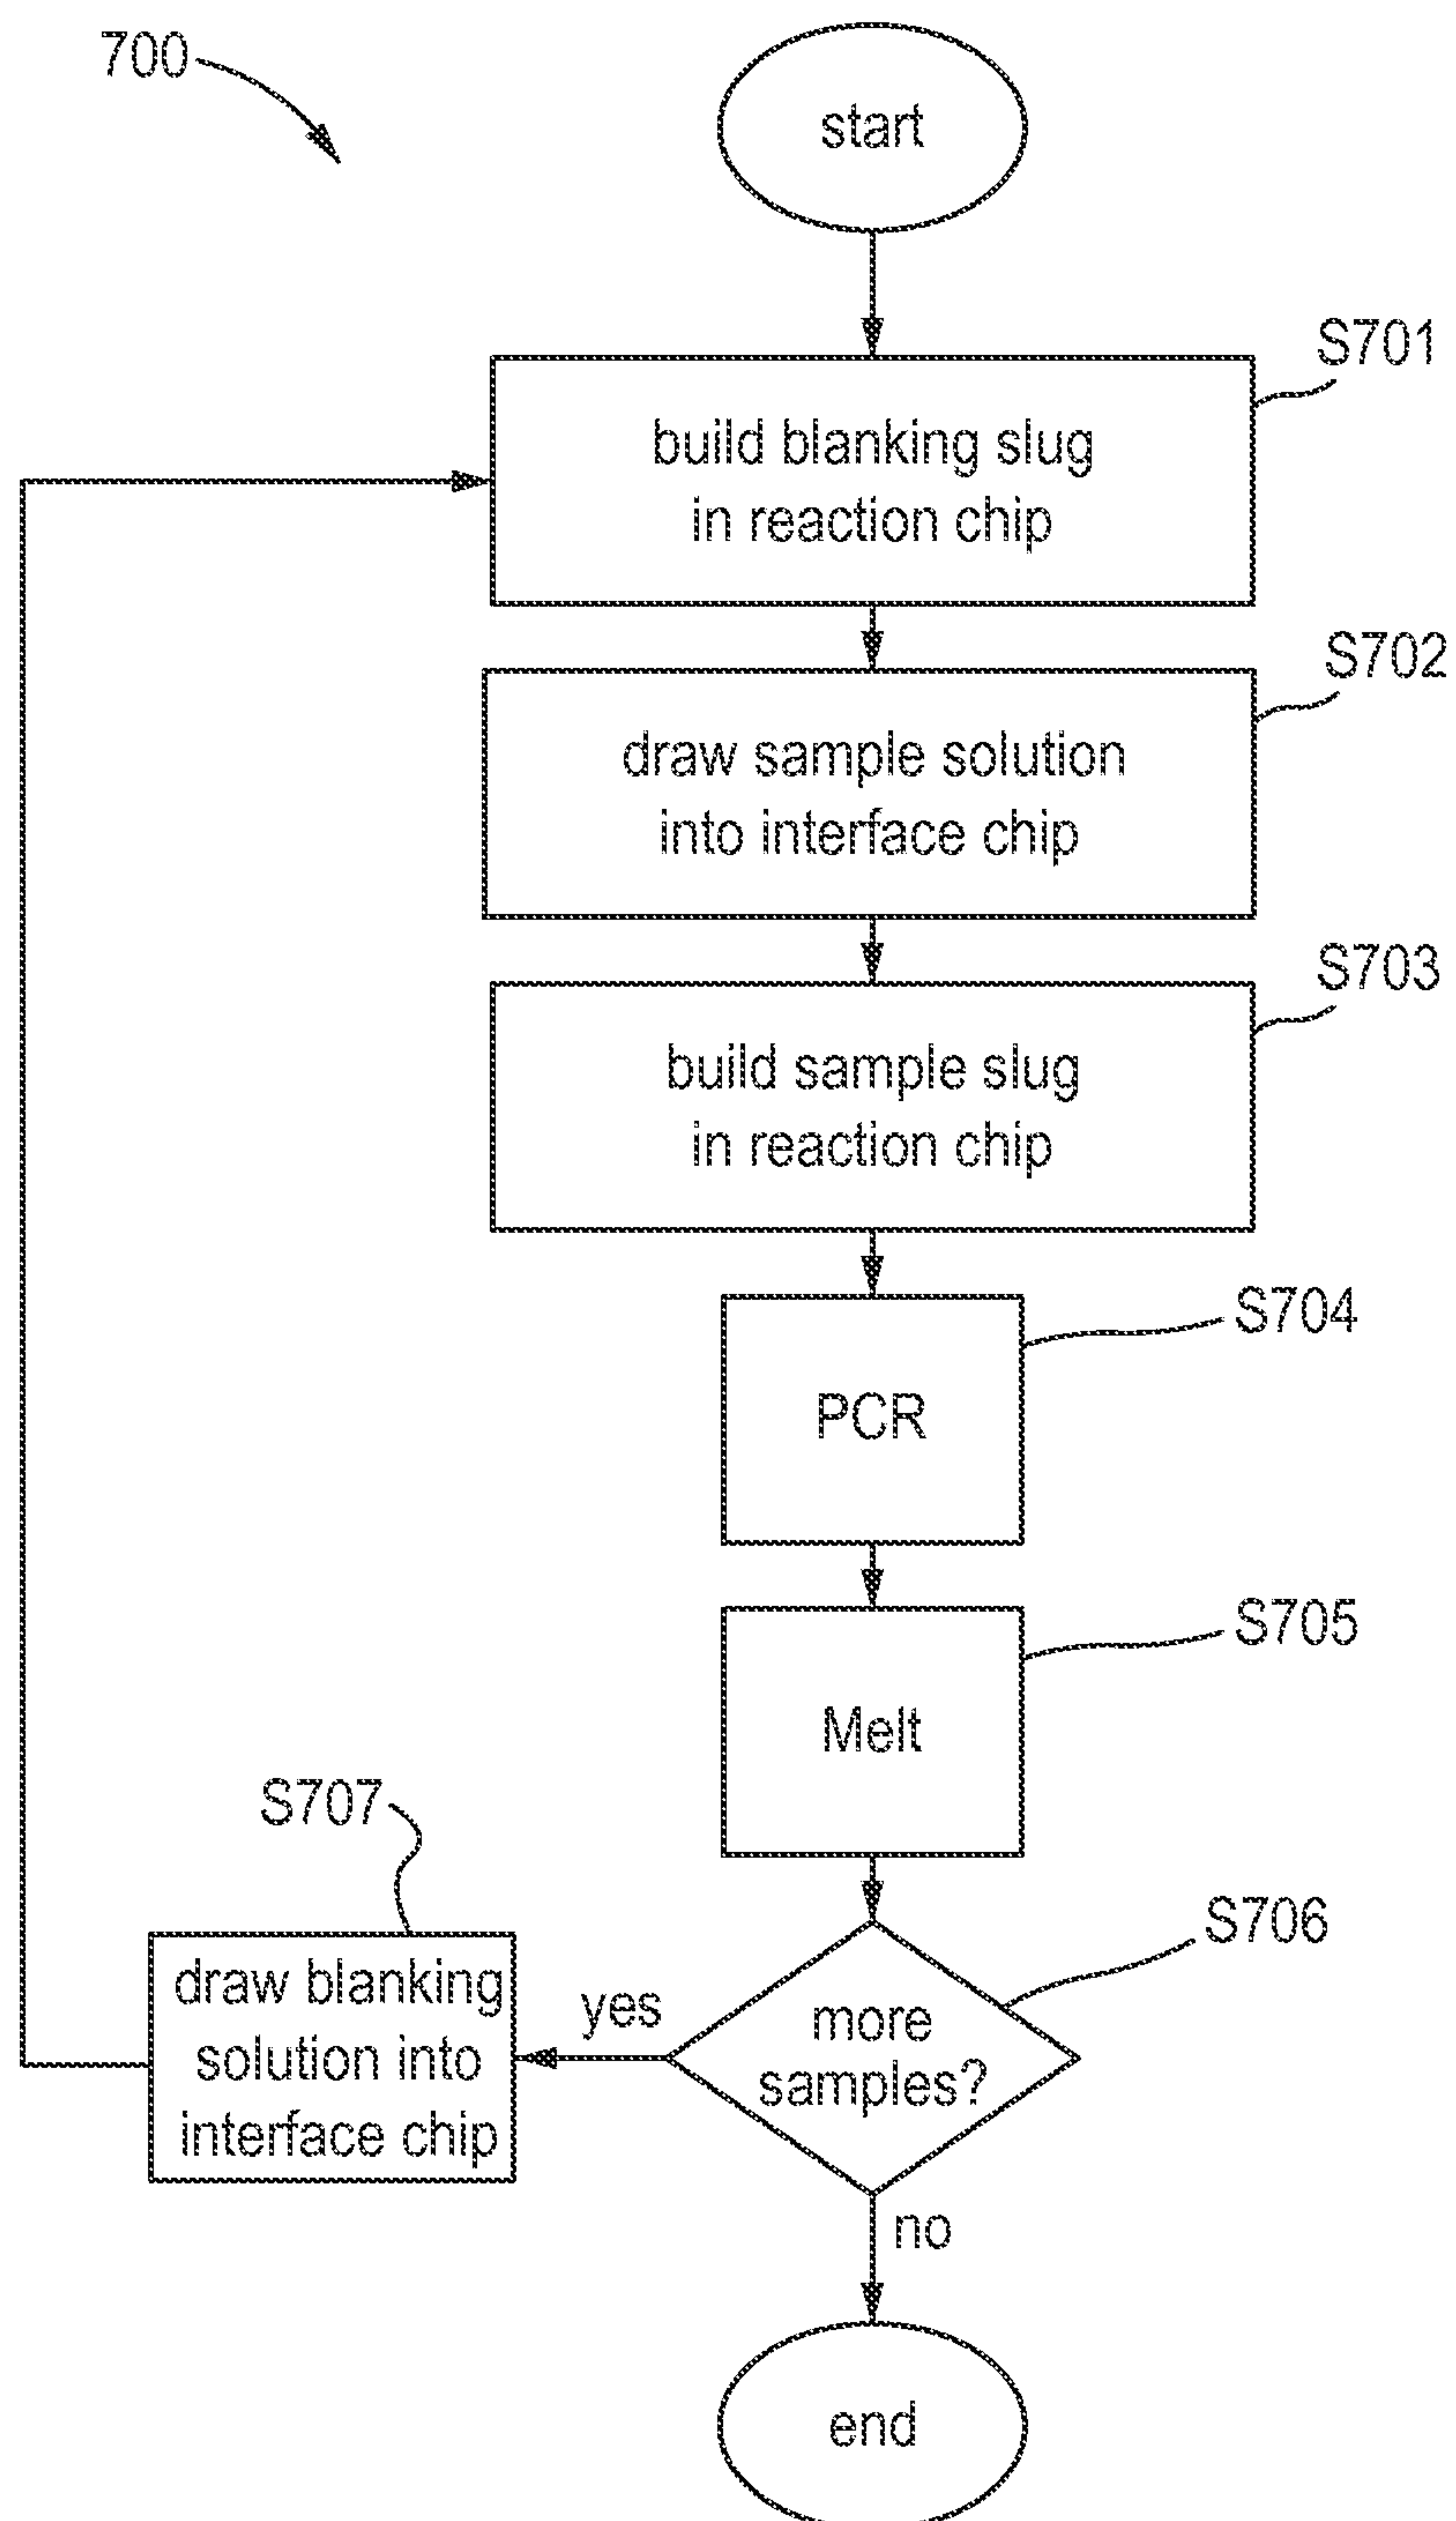 700
start
S701
build blanking slug
in reaction chip
S702
draw sample solution
into interface chip
S703
build sample slug
in reaction chip
S704
PCR
S705
Melt
S707
S706
draw blanking
solution into
interface chip
yes
more
samples?
no
end